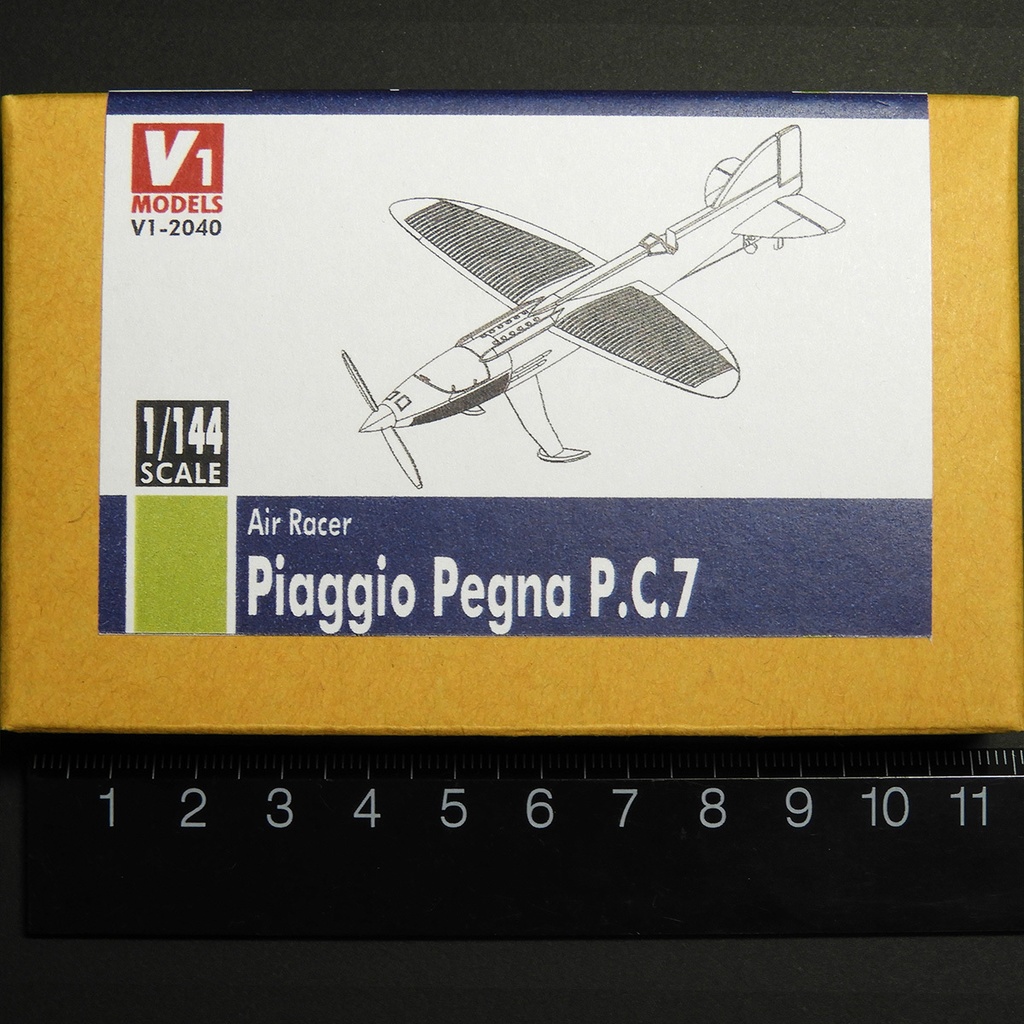 V1
MODELS
V1-2040
1/144
SCALE
Air Racer
Piaggio Pegna P.C.7
1 2 3 4 5 6 7 8 9 10 11